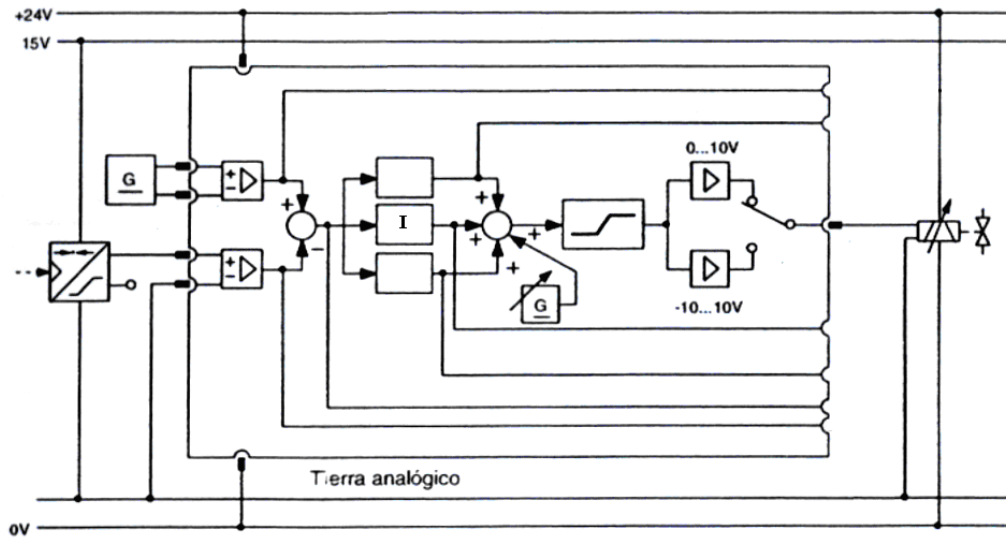 +24V
15V
0...10V
G
+
-
+
+
+
I
+
+
-
+
-
+
G
-10...10V
Tierra analógico
0V